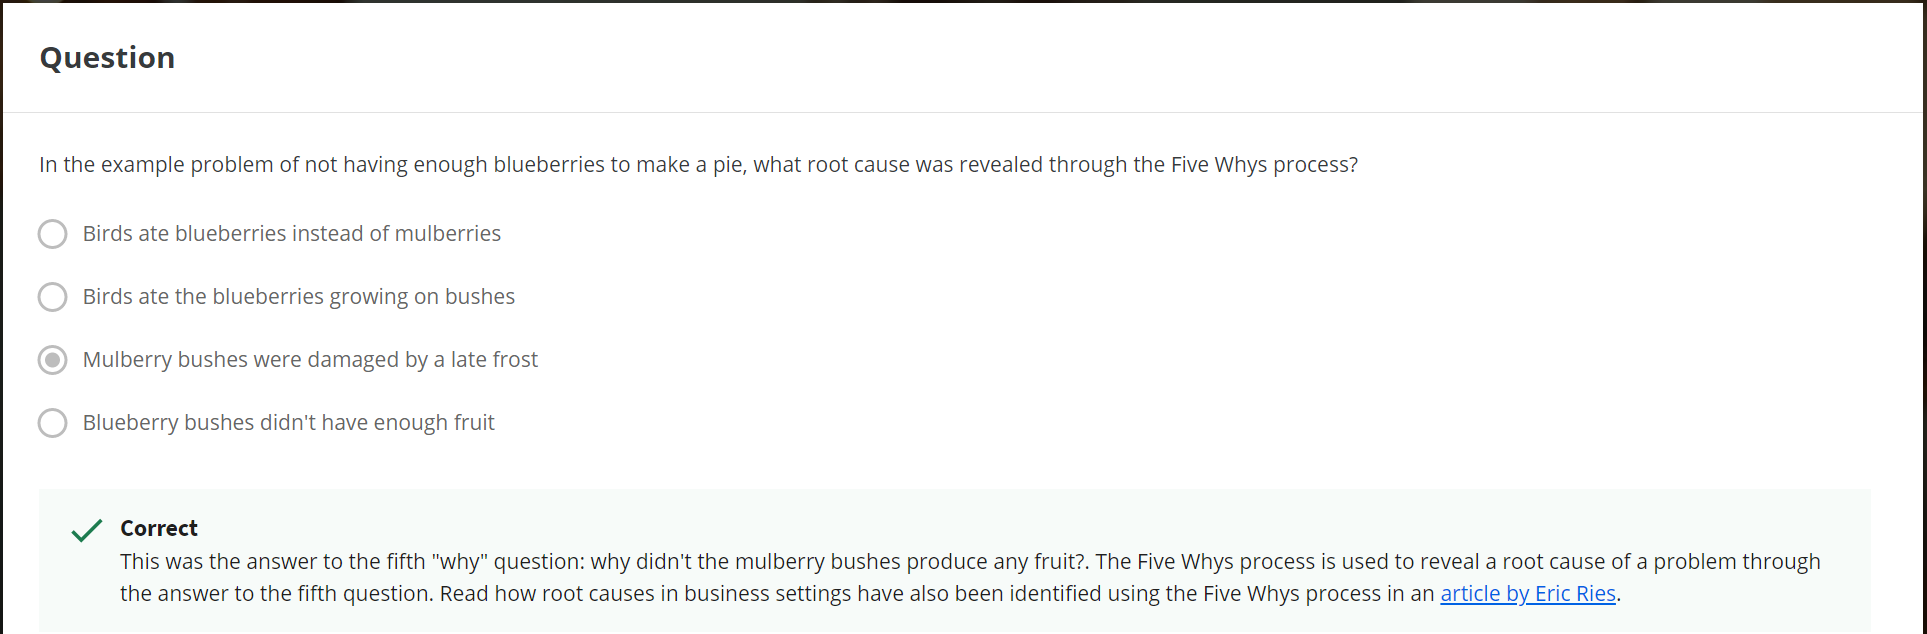 Question
In the example problem of not having enough blueberries to make a pie, what root cause was revealed through the Five Whys process?
Birds ate blueberries instead of mulberries
Birds ate the blueberries growing on bushes
Mulberry bushes were damaged by a late frost
Blueberry bushes didn't have enough fruit
Correct
This was the answer to the fifth "why" question: why didn't the mulberry bushes produce any fruit?. The Five Whys process is used to reveal a root cause of a problem through
the answer to the fifth question. Read how root causes in business settings have also been identified using the Five Whys process in an article by Eric Ries.